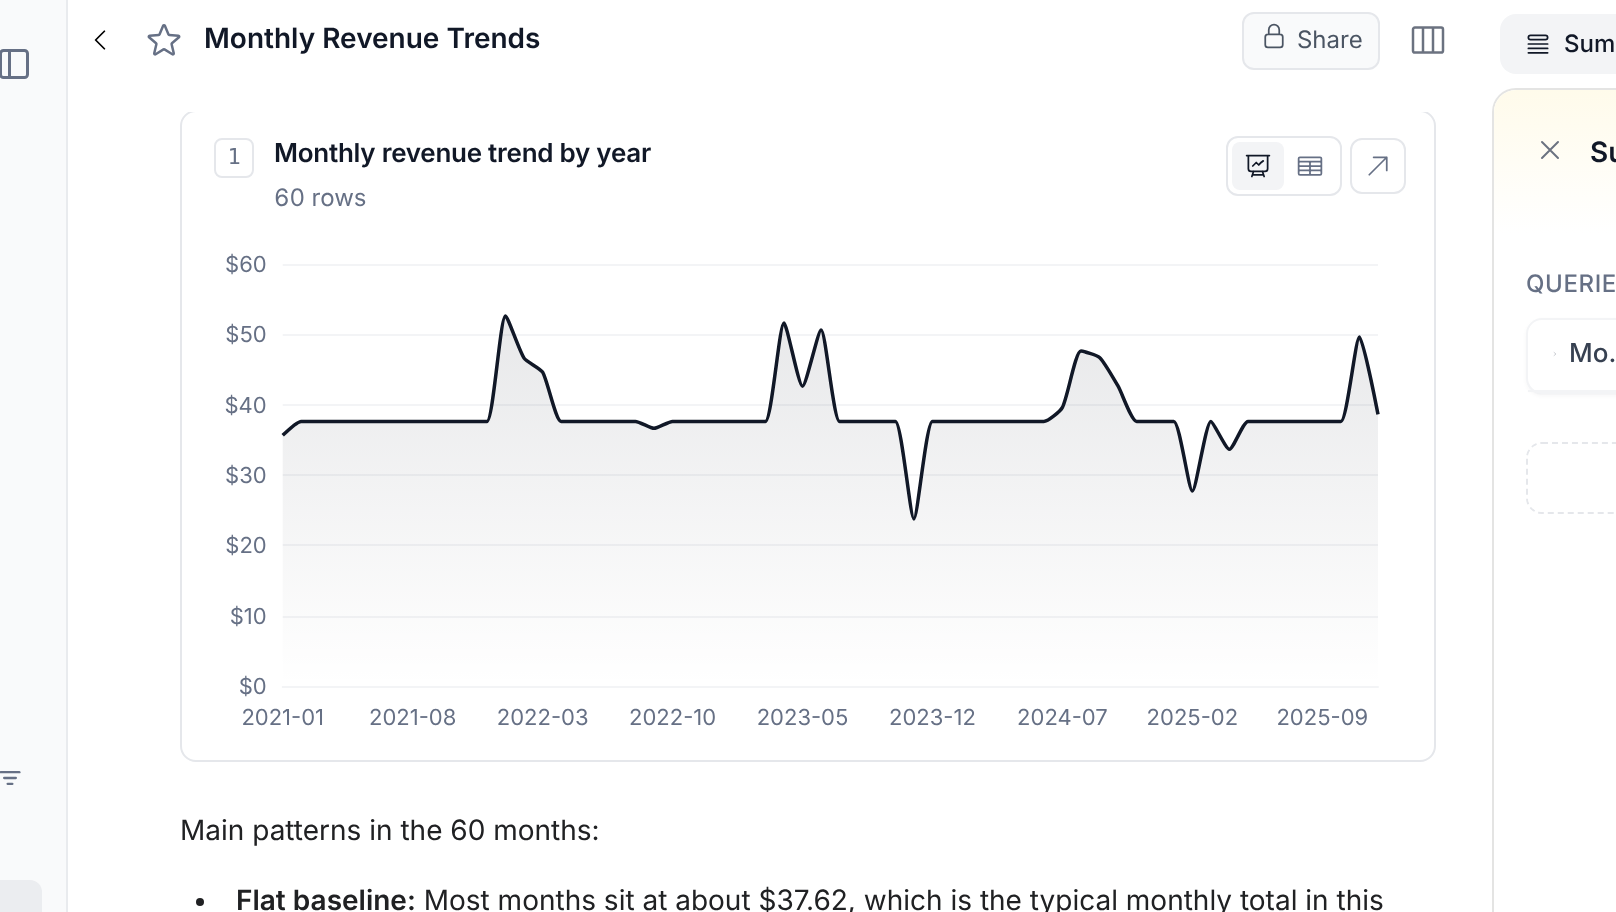 Monthly Revenue Trends
Share
Sum
1
Monthly revenue trend by year
60 rows
Su
QUERIE
Mo.
$60
$50
$40
$30
$20
$10
$0
2021-01 2021-08 2022-03 2022-10 2023-05 2023-12 2024-07 2025-02 2025-09
Main patterns in the 60 months:
• Flat baseline: Most months sit at about $37.62, which is the typical monthly total in this